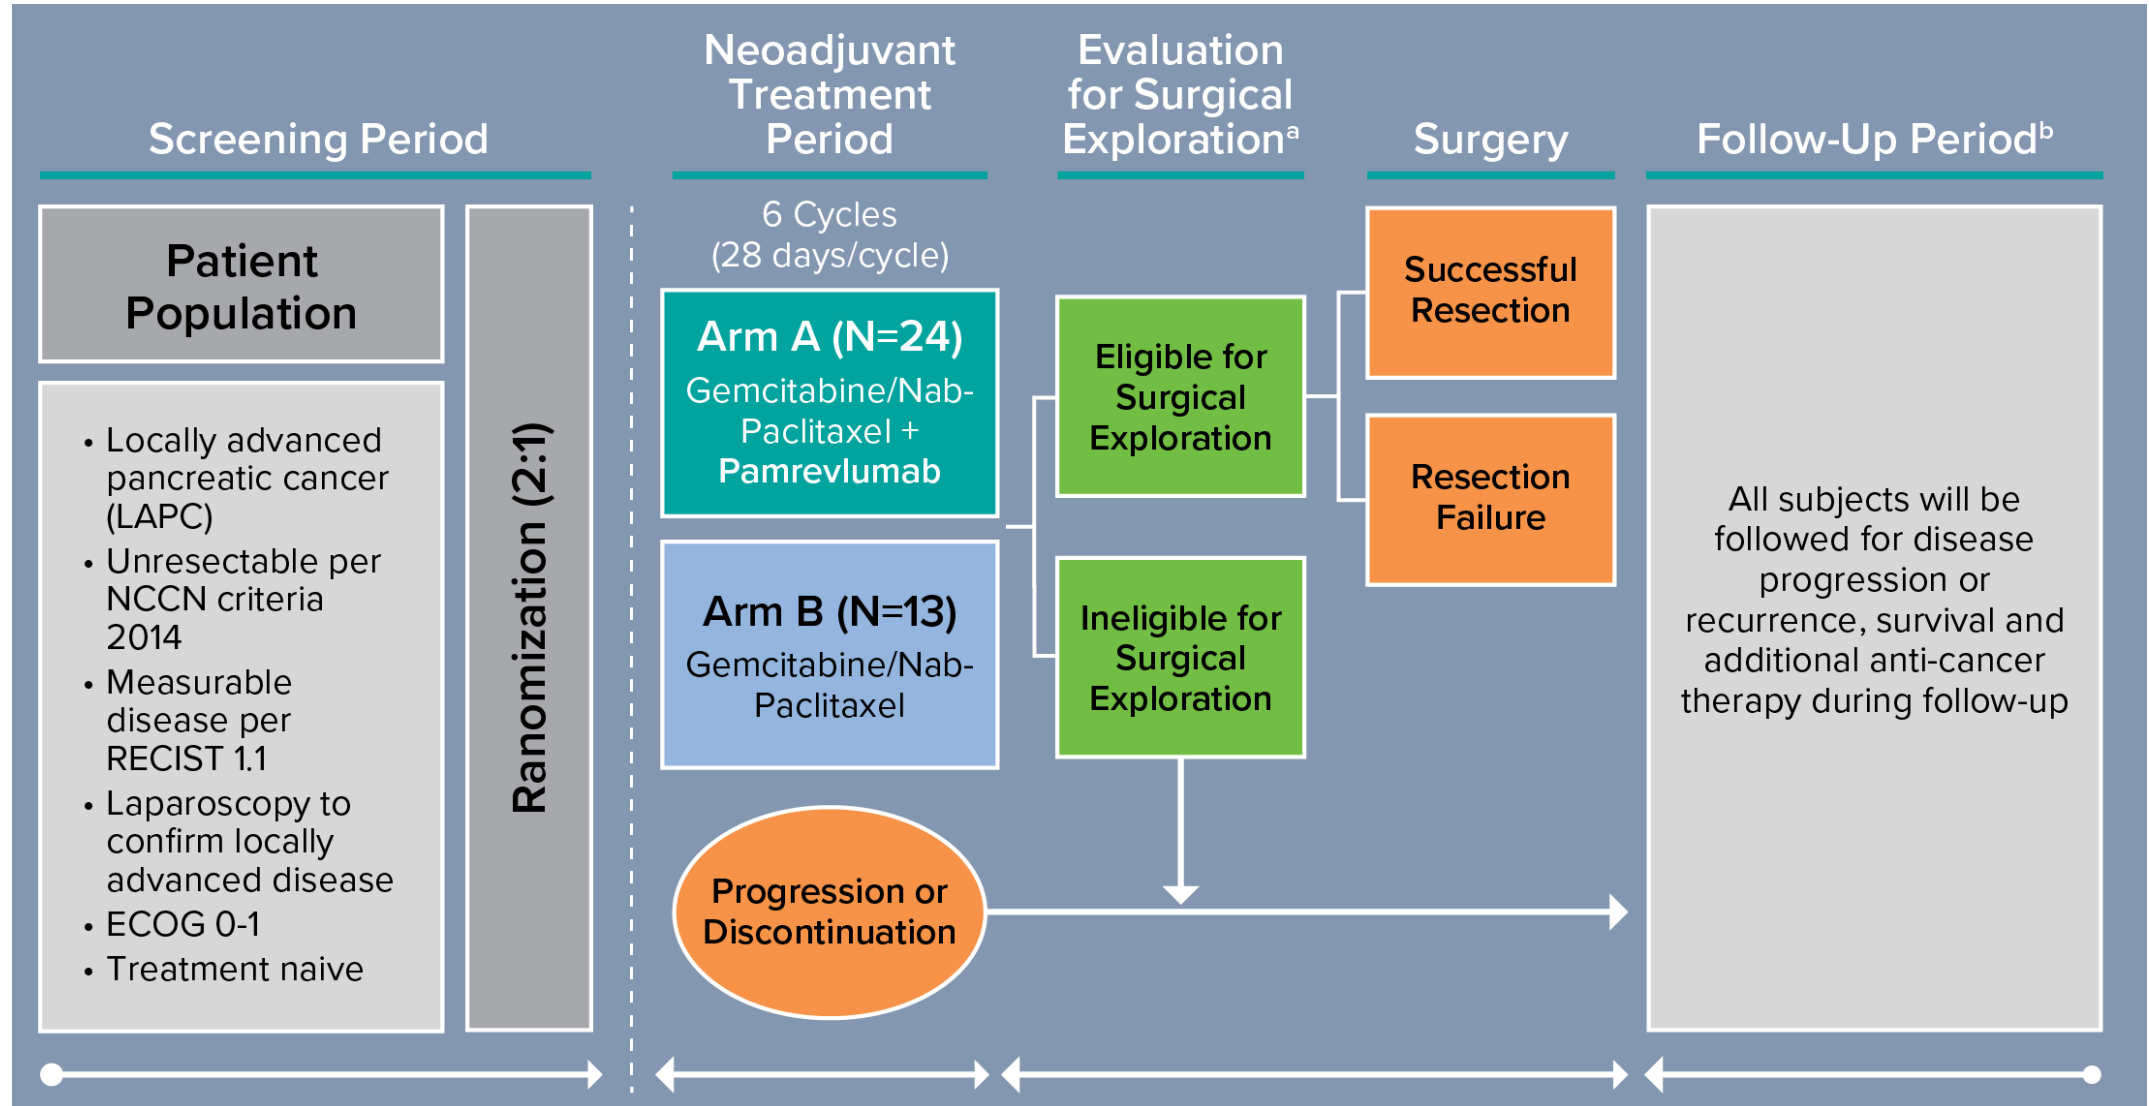 Screening Period
Patient
Population
• Locally advanced
pancreatic cancer
(LAPC)
• Unresectable per
NCCN criteria
2014
• Measurable
disease per
RECIST 1.1
• Laparoscopy to
confirm locally
advanced disease
• ECOG 0-1
• Treatment naive
Ranomization (2:1)
Neoadjuvant
Treatment
Period
6 Cycles
(28 days/cycle)
Arm A (N=24)
Gemcitabine/Nab-
Paclitaxel +
Pamrevlumab
Arm B (N=13)
Gemcitabine/Nab-
Paclitaxel
Progression or
Discontinuation
Evaluation
for Surgical
Explorationᵃ
Eligible for
Surgical
Exploration
Ineligible for
Surgical
Exploration
Surgery
Successful
Resection
Resection
Failure
Follow-Up Periodᵇ
All subjects will be
followed for disease
progression or
recurrence, survival and
additional anti-cancer
therapy during follow-up